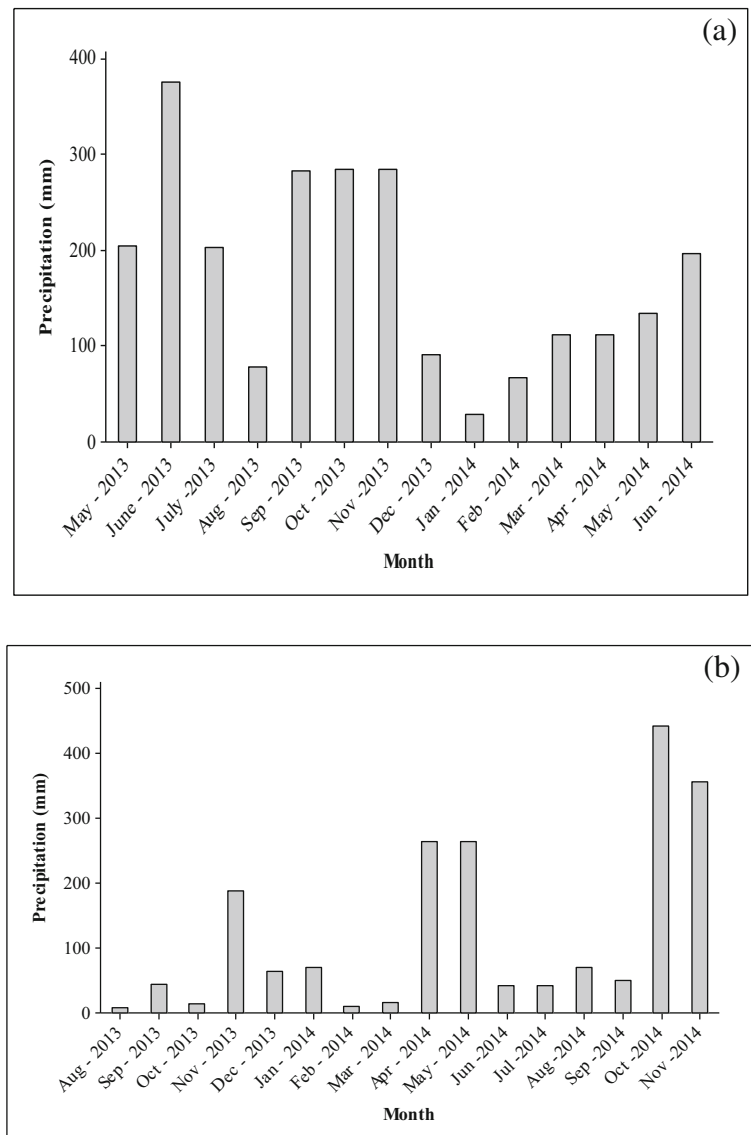 (a)
400
300
200
100
0
Precipitation (mm)
May - 2013
June - 2013
July -2013
Aug - 2013
Sep - 2013
Oct - 2013
Nov -2013
Dec - 2013
Jan - 2014
Feb - 2014
Mar - 2014
Apr - 2014
May - 2014
Jun - 2014
Month
(b)
500
400
300
200
100
0
Precipitation (mm)
Aug - 2013
Sep - 2013
Oct - 2013
Nov - 2013
Dec - 2013
Jan - 2014
Feb - 2014
Mar - 2014
Apr - 2014
May - 2014
Jun -2014
Jul - 2014
Aug - 2014
Sep -2014
Oct - 2014
Nov -2014
Month